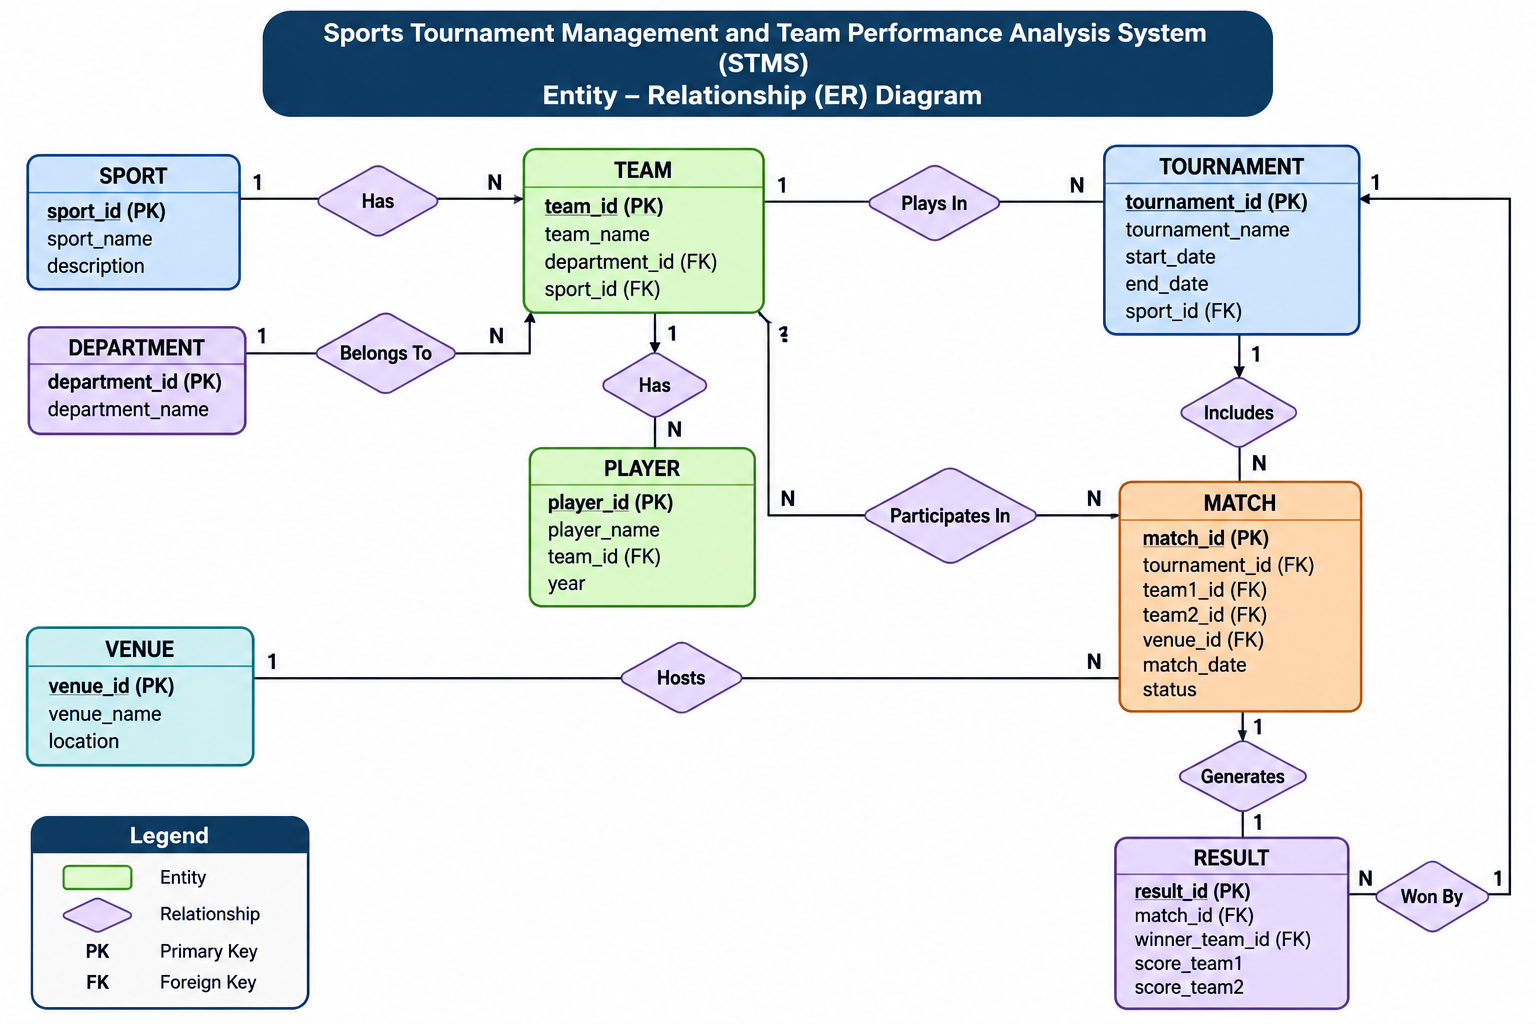 Sports Tournament Management and Team Performance Analysis System
(STMS)
Entity – Relationship (ER) Diagram
SPORT
sport_id (PK)
sport_name
description
1
Has
N
TEAM
team_id (PK)
team_name
department_id (FK)
sport_id (FK)
1
Plays In
N
TOURNAMENT
tournament_id (PK)
tournament_name
start_date
end_date
sport_id (FK)
1
DEPARTMENT
department_id (PK)
department_name
1
Belongs To
N
1
Has
N
1
Includes
N
PLAYER
player_id (PK)
player_name
team_id (FK)
year
N
Participates In
N
MATCH
match_id (PK)
tournament_id (FK)
team1_id (FK)
team2_id (FK)
venue_id (FK)
match_date
status
VENUE
venue_id (PK)
venue_name
location
1
Hosts
N
1
Generates
1
RESULT
result_id (PK)
match_id (FK)
winner_team_id (FK)
score_team1
score_team2
N
Won By
1
Legend
Entity
Relationship
PK Primary Key
FK Foreign Key